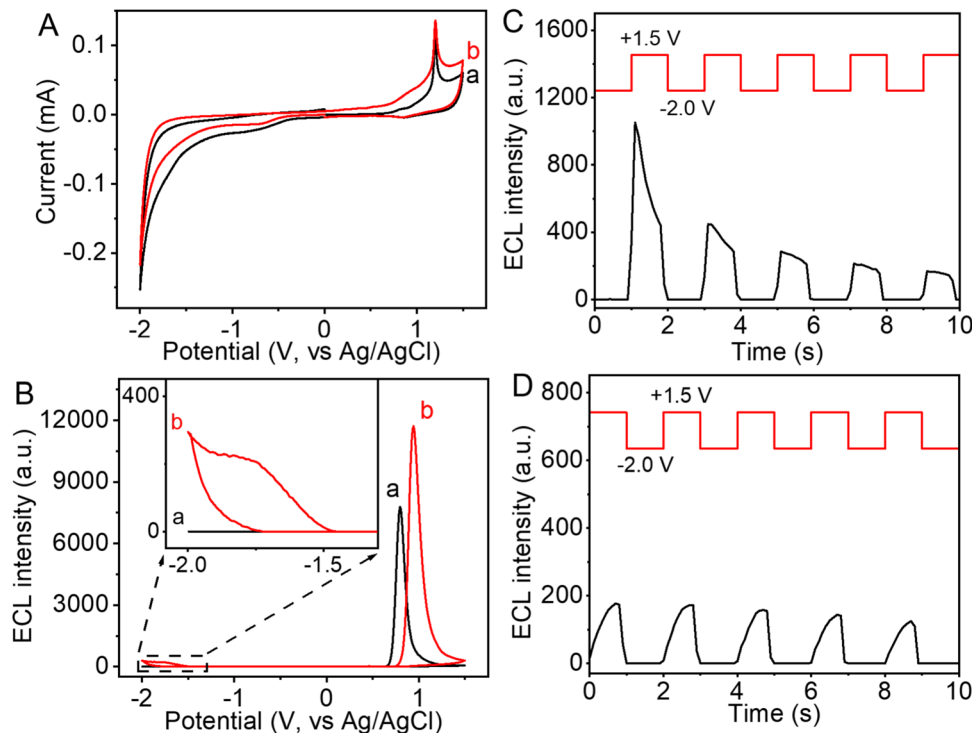 A
Current (mA)
0.1
0.0
-0.1
-0.2
b
a
-2
-1
0
1
Potential (V, vs Ag/AgCl)
B
ECL intensity (a.u.)
12000
9000
6000
3000
0
400
b
a
0
-2.0
-1.5
a
b
-2
-1
0
1
Potential (V, vs Ag/AgCl)
C
ECL intensity (a.u.)
1600
1200
800
400
0
+1.5 V
-2.0 V
0
2
4
6
8
10
Time (s)
D
ECL intensity (a.u.)
800
600
400
200
0
+1.5 V
-2.0 V
0
2
4
6
8
10
Time (s)